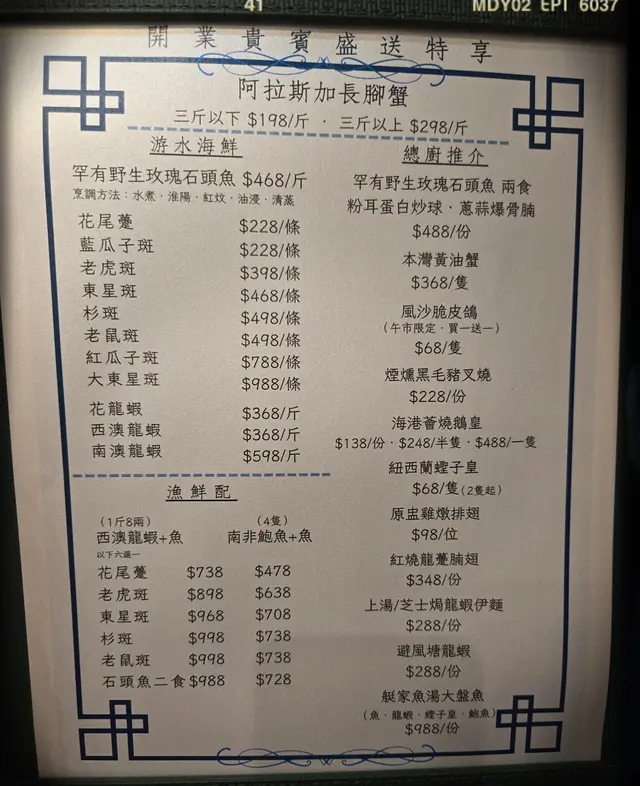 41
MDY02 EPT 6037
開業貴賓盛送特享
阿拉斯加長腳蟹
三斤以下 $198/斤 · 三斤以上 $298/斤
游水海鮮
罕有野生玫瑰石頭魚 $468/斤
烹調方法：水煮·淮陽·紅炆·油浸·清蒸
花尾躉 $228/條
藍瓜子斑 $228/條
老虎斑 $398/條
東星斑 $468/條
杉斑 $498/條
老鼠斑 $498/條
紅瓜子斑 $788/條
大東星斑 $988/條
花龍蝦 $368/斤
西澳龍蝦 $368/斤
南澳龍蝦 $598/斤
漁鮮配
(1斤8兩) (4隻)
西澳龍蝦+魚 南非鮑魚+魚
以下六選一
花尾躉 $738 $478
老虎斑 $898 $638
東星斑 $968 $708
杉斑 $998 $738
老鼠斑 $998 $738
石頭魚二食 $988 $728
總廚推介
罕有野生玫瑰石頭魚 兩食
粉耳蛋白炒球·蔥蒜爆骨腩
$488/份
本灣黃油蟹
$368/隻
風沙脆皮鴿
(午市限定·買一送一)
$68/隻
煙燻黑毛豬叉燒
$228/份
海港薈燒鵝皇
$138/份·$248/半隻·$488/一隻
紐西蘭蟶子皇
$68/隻(2隻起)
原盅雞燉排翅
$98/位
紅燒龍躉腩翅
$348/份
上湯/芝士焗龍蝦伊麵
$288/份
避風塘龍蝦
$288/份
艇家魚湯大盤魚
(魚·龍蝦·蟶子皇·鮑魚)
$988/份